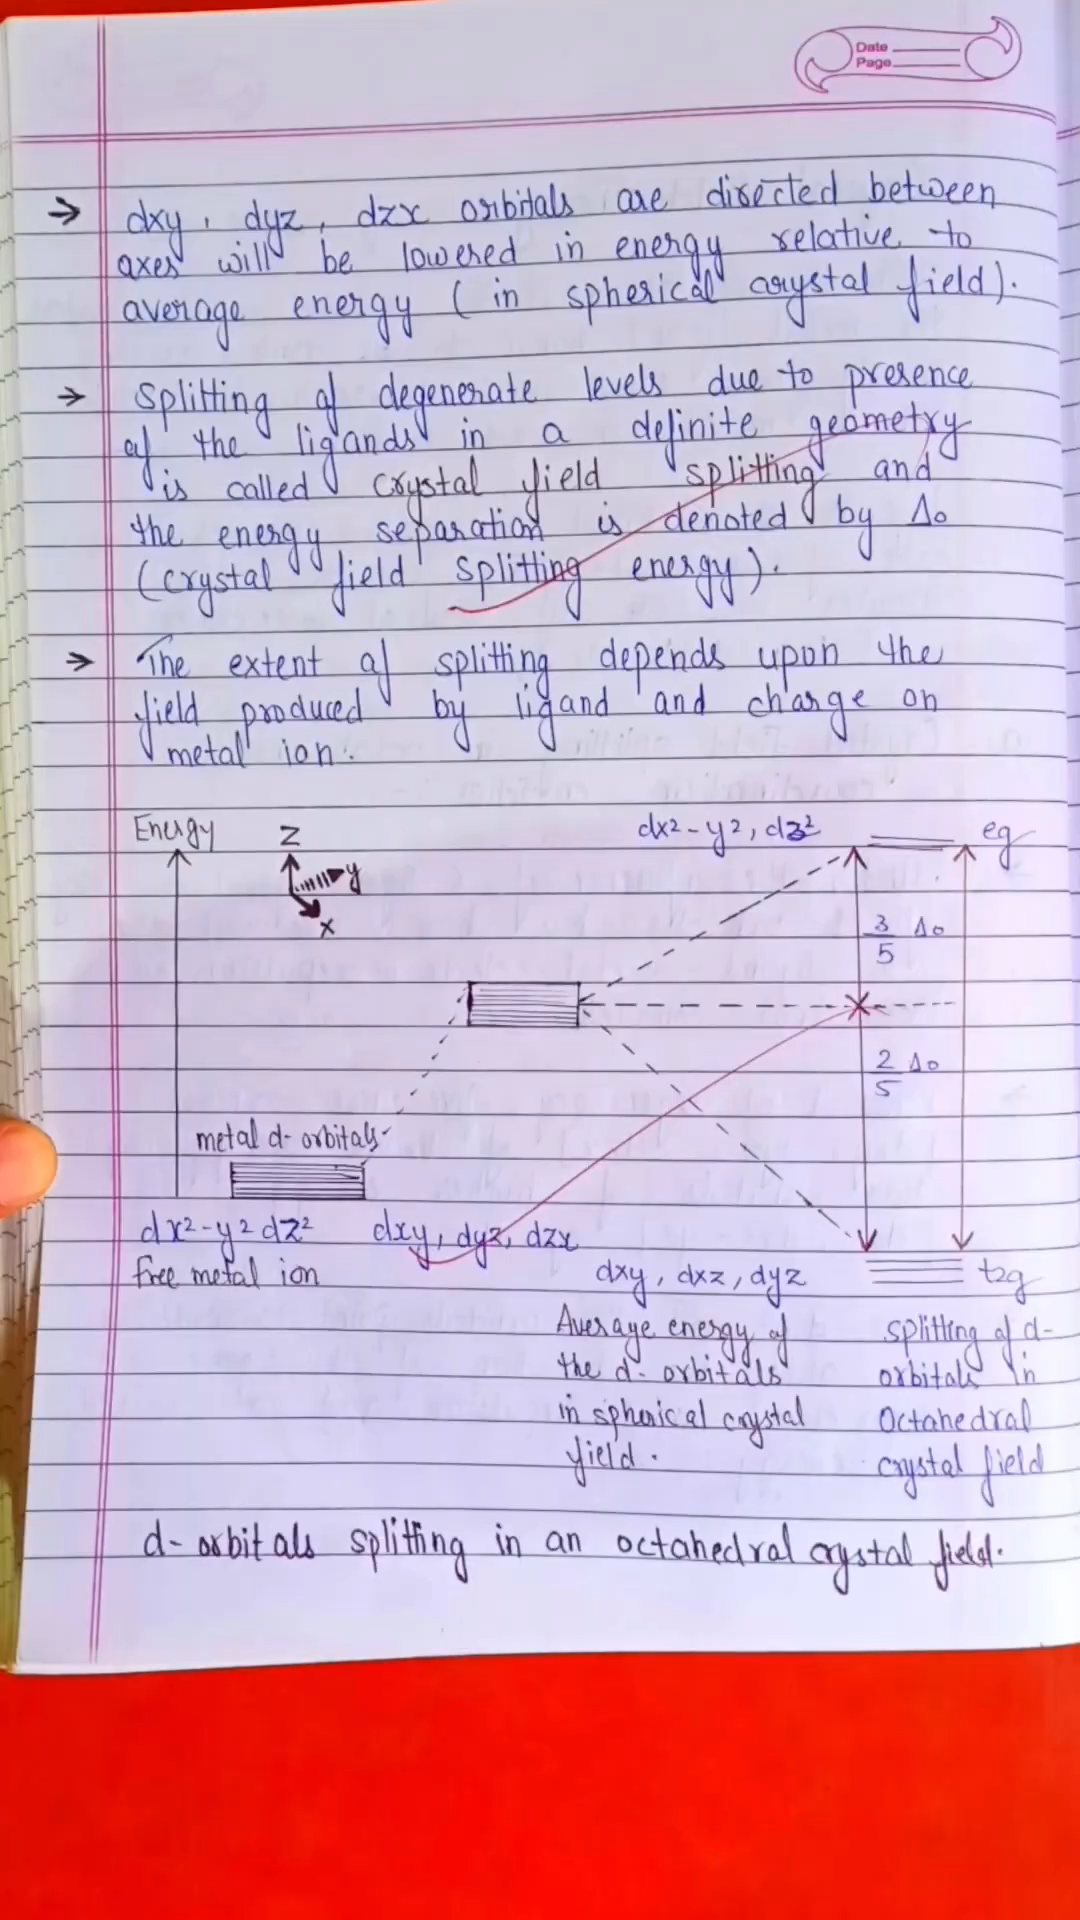 Date
Page
→ dxy, dyz, dzx orbitals are directed between
axes will be lowered in energy relative to
average energy (in spherical crystal field).
→ Splitting of degenerate levels due to presence
of the ligands in a definite geometry
is called crystal field splitting and
the energy separation is denoted by Δo
(crystal field splitting energy).
→ The extent of splitting depends upon the
field produced by ligand and charge on
metal ion.
Energy
Z
y
x
dx²-y², dz²
eg
3/5 Δo
2/5 Δo
metal d-orbitals
dx²-y² dz² dxy, dyz, dzx
free metal ion
dxy, dxz, dyz
t2g
Average energy of
the d-orbitals
in spherical crystal
field.
splitting of d-
orbitals in
Octahedral
crystal field
d-orbitals splitting in an octahedral crystal field.